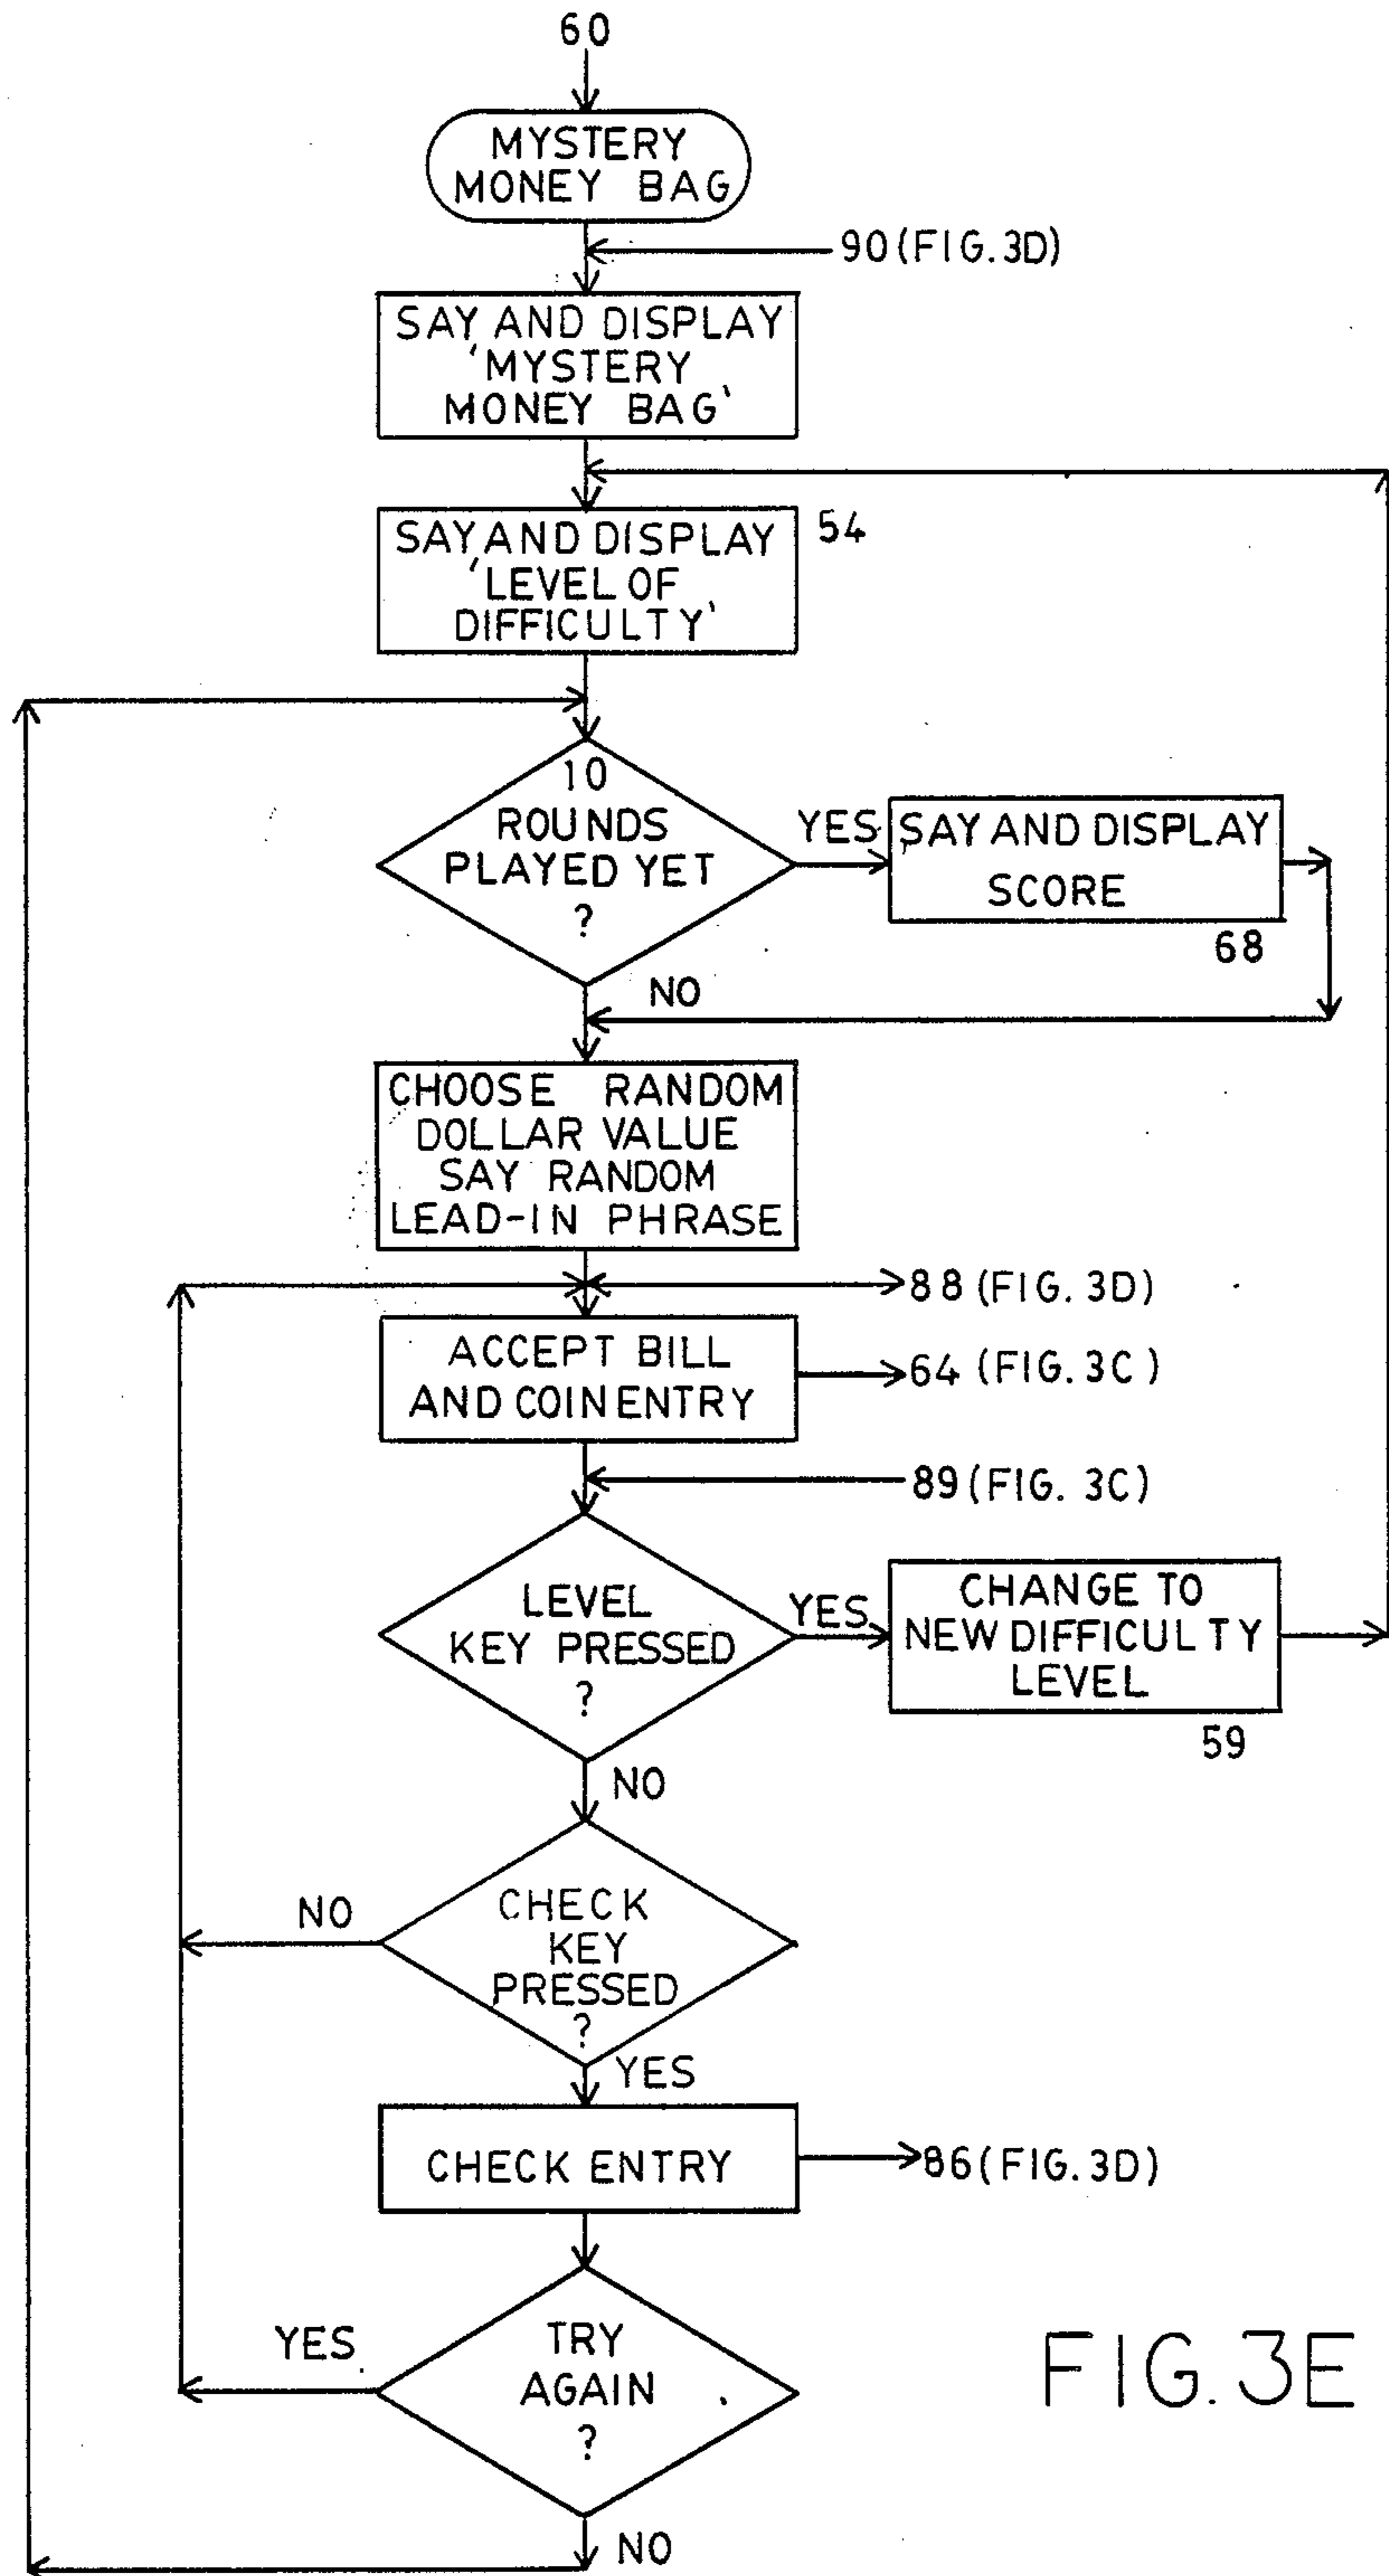 60
MYSTERY
MONEY BAG
90 (FIG. 3D)
SAY AND DISPLAY
'MYSTERY
MONEY BAG'
SAY AND DISPLAY
'LEVEL OF
DIFFICULTY'
54
10
ROUNDS
PLAYED YET
?
YES
SAY AND DISPLAY
SCORE
68
NO
CHOOSE RANDOM
DOLLAR VALUE
SAY RANDOM
LEAD-IN PHRASE
88 (FIG. 3D)
ACCEPT BILL
AND COIN ENTRY
64 (FIG. 3C)
89 (FIG. 3C)
LEVEL
KEY PRESSED
?
YES
CHANGE TO
NEW DIFFICULTY
LEVEL
59
NO
CHECK
KEY
PRESSED
?
NO
YES
CHECK ENTRY
86 (FIG. 3D)
TRY
AGAIN
?
YES
NO
FIG. 3E